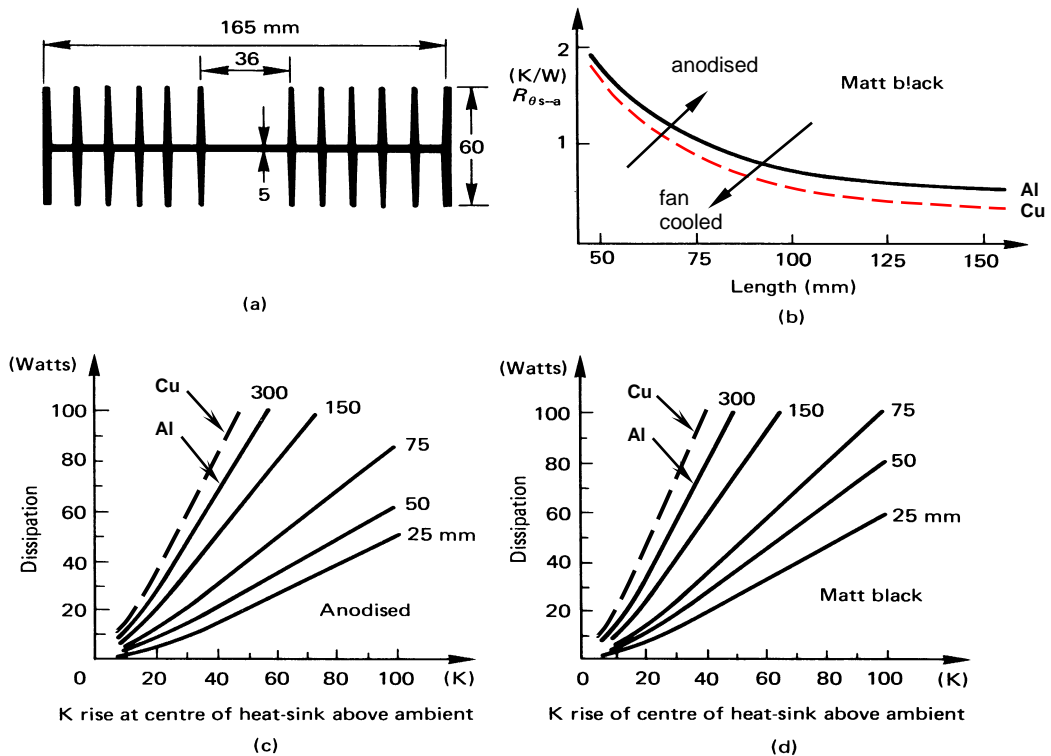 165 mm
36
60
5
(a)
2
(K/W)
Rθs–a
1
anodised
Matt black
fan
cooled
Al
Cu
50 75 100 125 150
Length (mm)
(b)
(Watts)
100
80
60
40
20
0 20 40 60 80 100 (K)
Dissipation
Cu
Al
300
150
75
50
25 mm
Anodised
K rise at centre of heat-sink above ambient
(c)
(Watts)
100
80
60
40
20
0 20 40 60 80 100 (K)
Dissipation
Cu
Al
300
150
75
50
25 mm
Matt black
K rise of centre of heat-sink above ambient
(d)